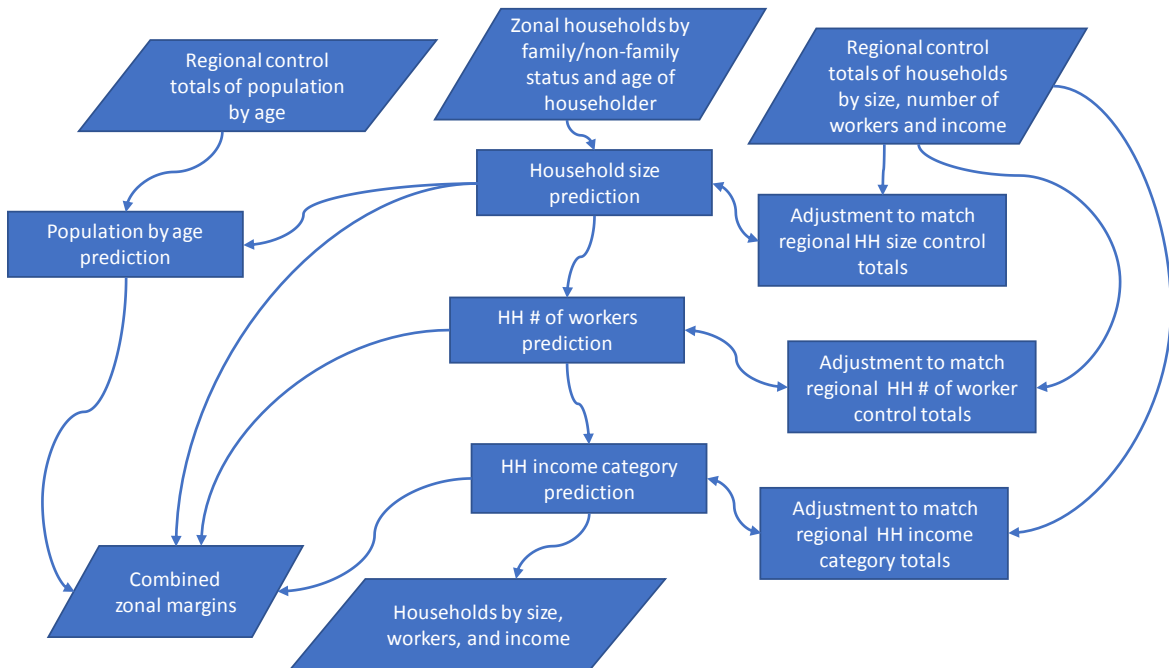 Regional control
totals of population
by age
Zonal households by
family/non-family
status and age of
householder
Regional control
totals of households
by size, number of
workers and income
Household size
prediction
Population by age
prediction
Adjustment to match
regional HH size control
totals
HH # of workers
prediction
Adjustment to match
regional  HH # of worker
control totals
HH income category
prediction
Adjustment to match
regional  HH income
category totals
Combined
zonal margins
Households by size,
workers, and income